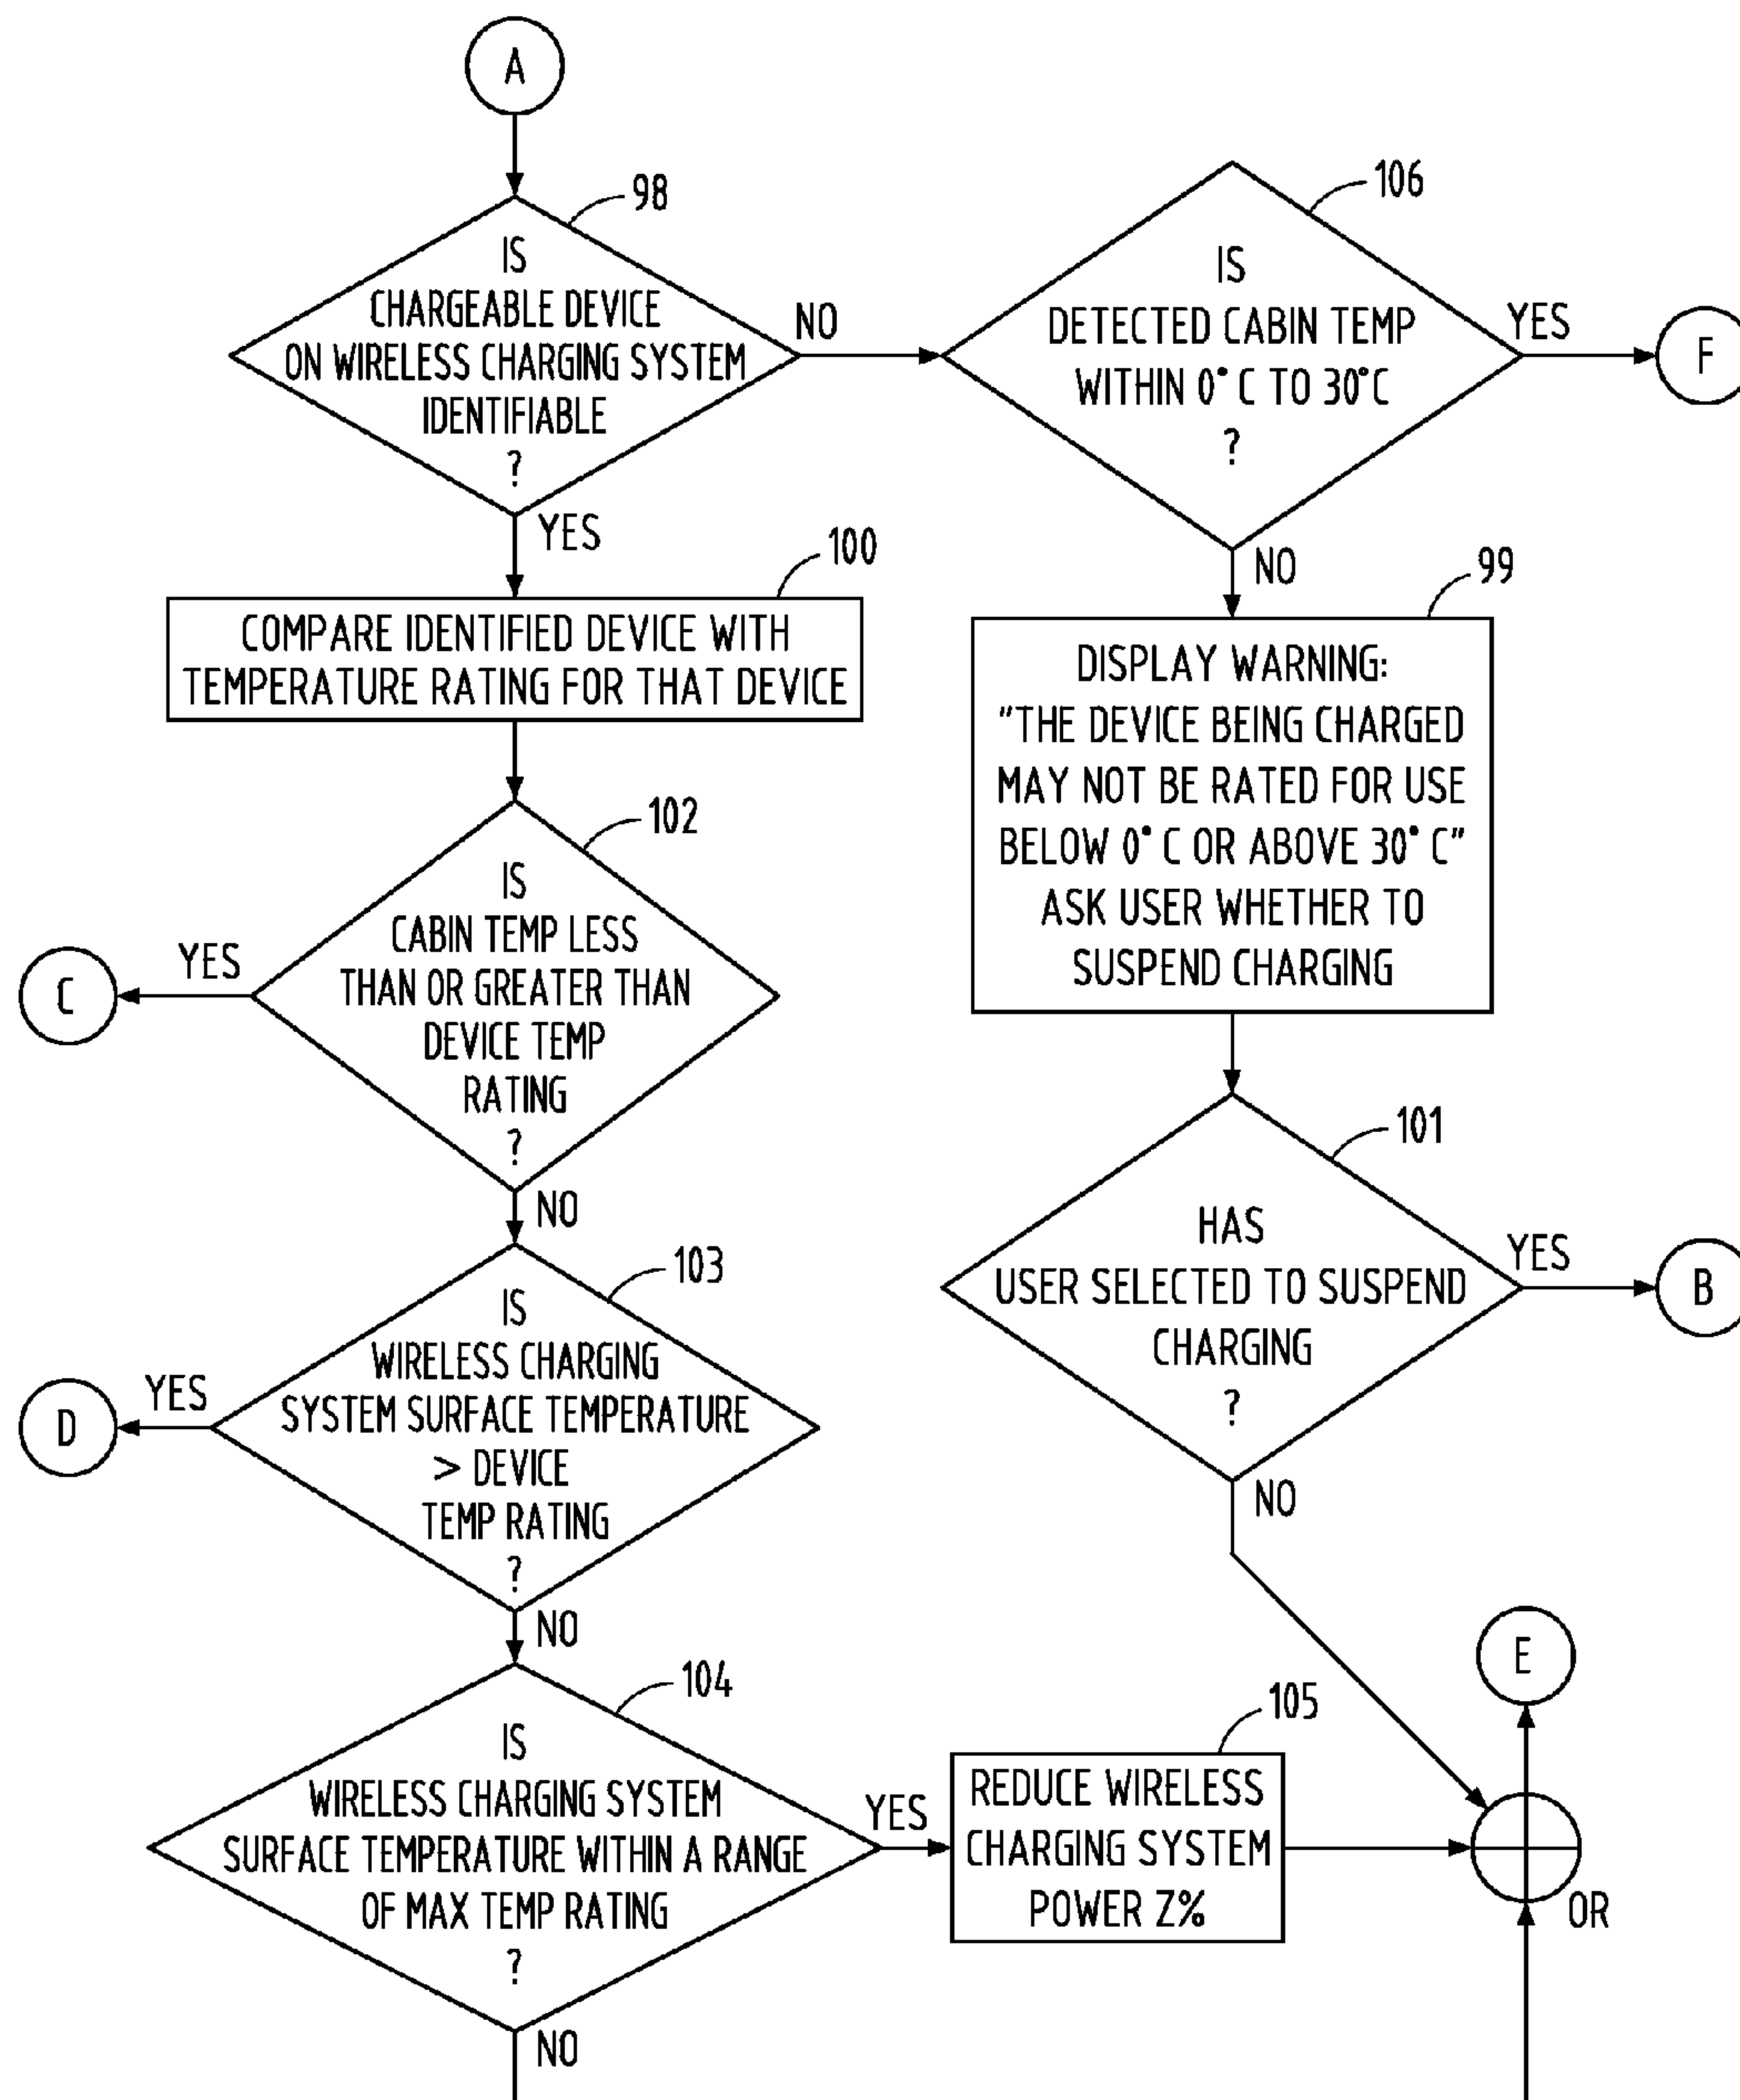 A
98
IS
CHARGEABLE DEVICE
ON WIRELESS CHARGING SYSTEM
IDENTIFIABLE
?
NO
YES
106
IS
DETECTED CABIN TEMP
WITHIN 0° C TO 30°C
?
YES
F
NO
100
COMPARE IDENTIFIED DEVICE WITH
TEMPERATURE RATING FOR THAT DEVICE
99
DISPLAY WARNING:
"THE DEVICE BEING CHARGED
MAY NOT BE RATED FOR USE
BELOW 0° C OR ABOVE 30° C"
ASK USER WHETHER TO
SUSPEND CHARGING
102
IS
CABIN TEMP LESS
THAN OR GREATER THAN
DEVICE TEMP
RATING
?
YES
C
NO
101
HAS
USER SELECTED TO SUSPEND
CHARGING
?
YES
B
NO
103
IS
WIRELESS CHARGING
SYSTEM SURFACE TEMPERATURE
> DEVICE
TEMP RATING
?
YES
D
NO
104
IS
WIRELESS CHARGING SYSTEM
SURFACE TEMPERATURE WITHIN A RANGE
OF MAX TEMP RATING
?
YES
NO
105
REDUCE WIRELESS
CHARGING SYSTEM
POWER Z%
E
OR